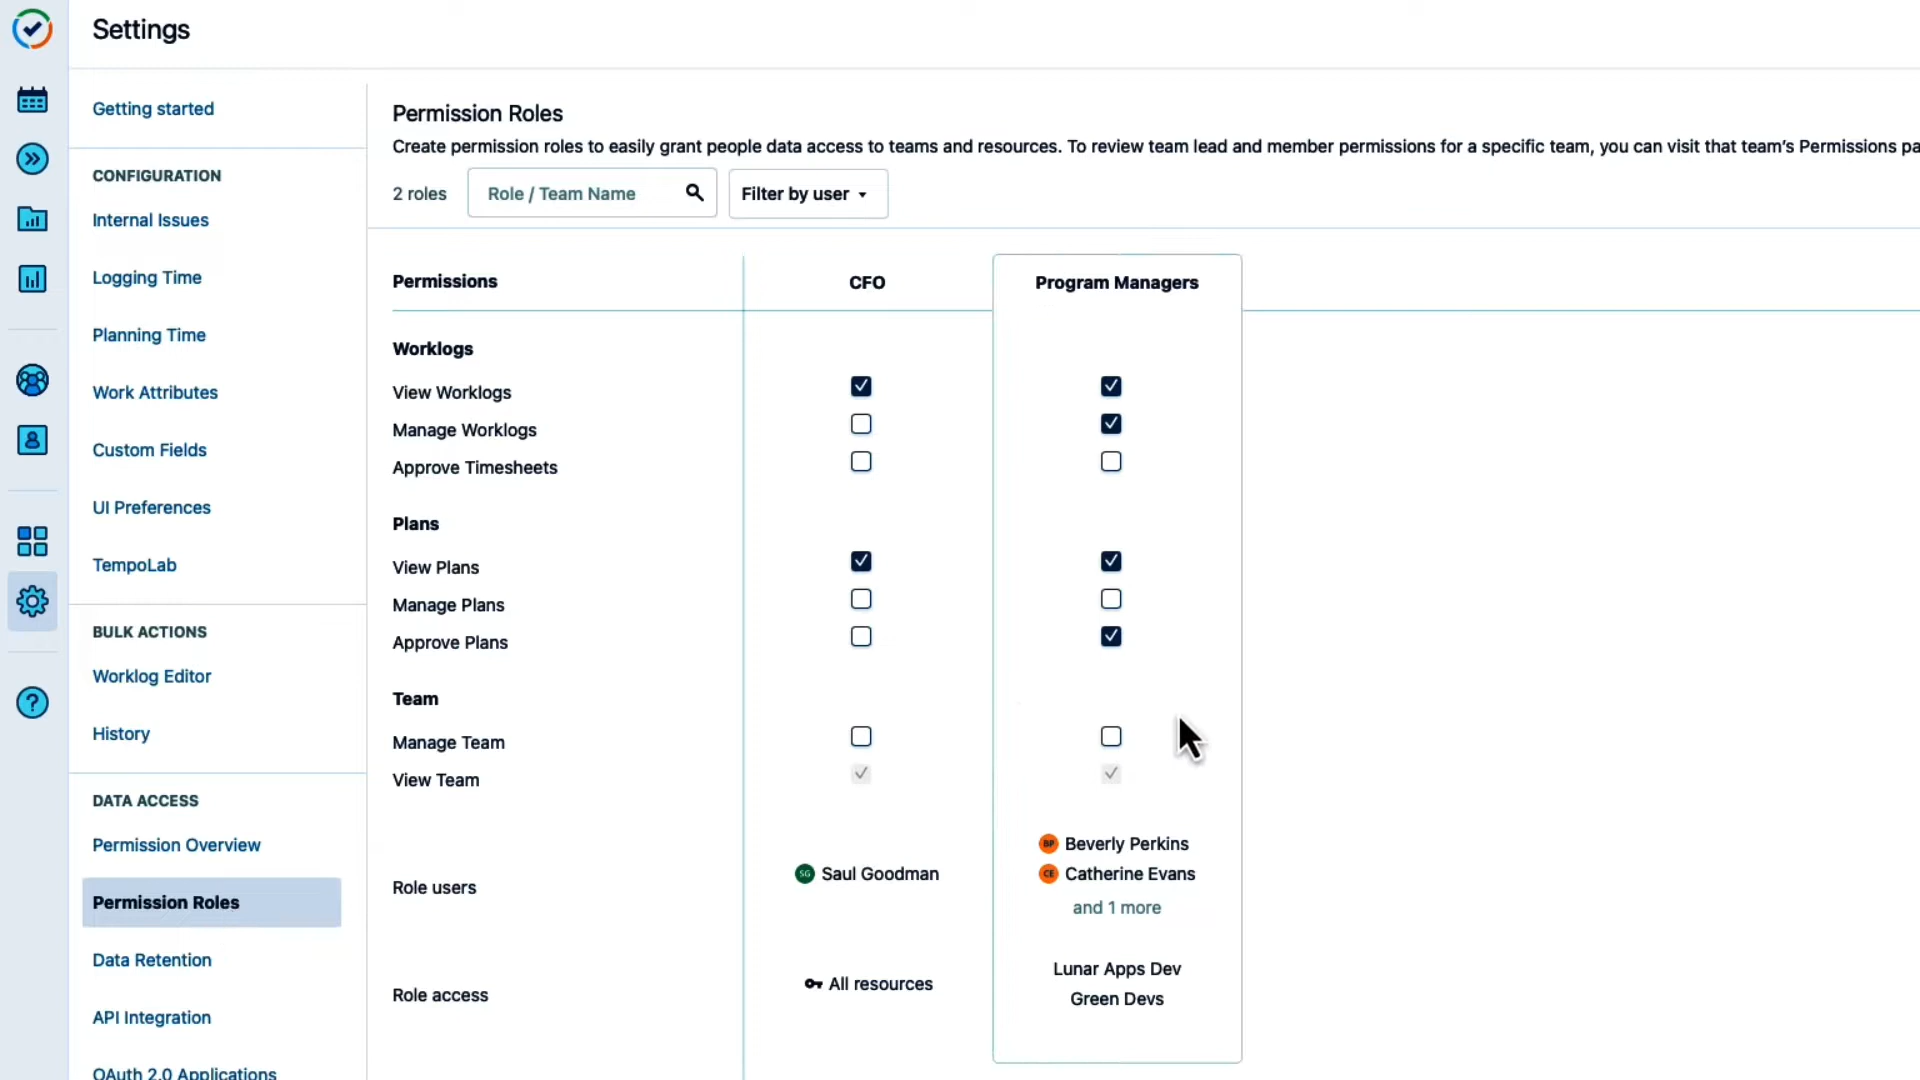 Settings
Getting started
CONFIGURATION
Internal Issues
Logging Time
Planning Time
Work Attributes
Custom Fields
UI Preferences
TempoLab
BULK ACTIONS
Worklog Editor
History
DATA ACCESS
Permission Overview
Permission Roles
Data Retention
API Integration
OAuth 2.0 Applications
Permission Roles
Create permission roles to easily grant people data access to teams and resources. To review team lead and member permissions for a specific team, you can visit that team's Permissions pa
2 roles Role / Team Name Filter by user
Permissions CFO Program Managers
Worklogs
View Worklogs
Manage Worklogs
Approve Timesheets
Plans
View Plans
Manage Plans
Approve Plans
Team
Manage Team
View Team
Role users
SG Saul Goodman
BP Beverly Perkins
CE Catherine Evans
and 1 more
Role access
All resources
Lunar Apps Dev
Green Devs